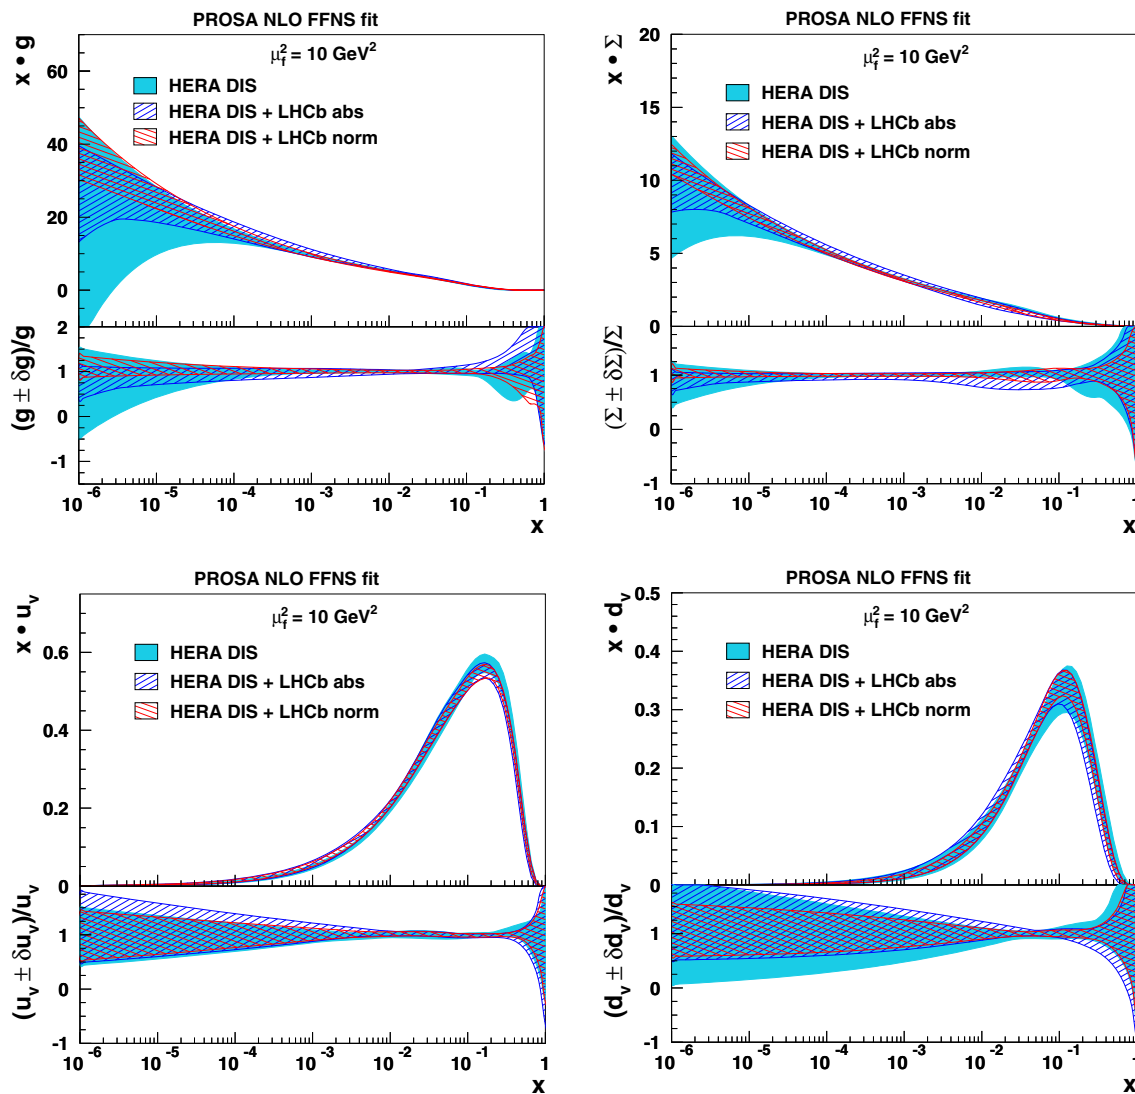 PROSA NLO FFNS fit
x • g
μ_f^2 = 10 GeV^2
HERA DIS
HERA DIS + LHCb abs
HERA DIS + LHCb norm
60
40
20
0
(g ± δg)/g
2
1
0
-1
10^-6 10^-5 10^-4 10^-3 10^-2 10^-1 1
x
PROSA NLO FFNS fit
x • Σ
μ_f^2 = 10 GeV^2
HERA DIS
HERA DIS + LHCb abs
HERA DIS + LHCb norm
20
15
10
5
0
(Σ ± δΣ)/Σ
1
0
-1
10^-6 10^-5 10^-4 10^-3 10^-2 10^-1 1
x
PROSA NLO FFNS fit
x • u_v
μ_f^2 = 10 GeV^2
HERA DIS
HERA DIS + LHCb abs
HERA DIS + LHCb norm
0.6
0.4
0.2
0
(u_v ± δu_v)/u_v
1
0
-1
10^-6 10^-5 10^-4 10^-3 10^-2 10^-1 1
x
PROSA NLO FFNS fit
x • d_v
μ_f^2 = 10 GeV^2
HERA DIS
HERA DIS + LHCb abs
HERA DIS + LHCb norm
0.5
0.4
0.3
0.2
0.1
0
(d_v ± δd_v)/d_v
1
0
-1
10^-6 10^-5 10^-4 10^-3 10^-2 10^-1 1
x